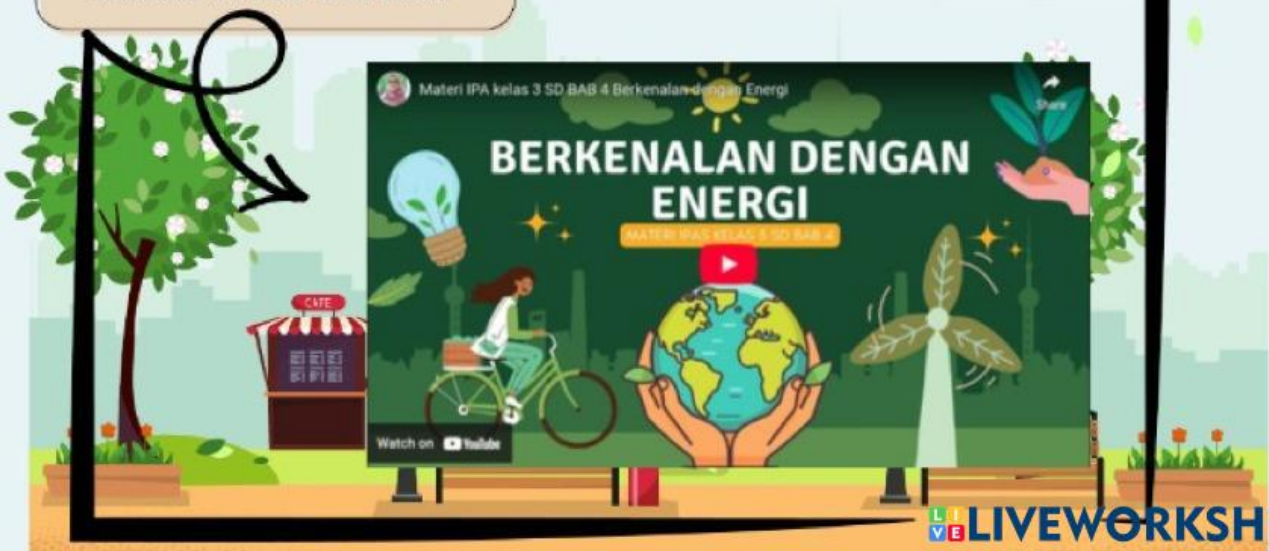 Materi IPA kelas 3 SD BAB 4 Berkenalan dengan Energi
Share
BERKENALAN DENGAN
ENERGI
MATERI IPAS KELAS 3 SD BAB 4
CAFE
Watch on YouTube
LIVE LIVEWORKSH